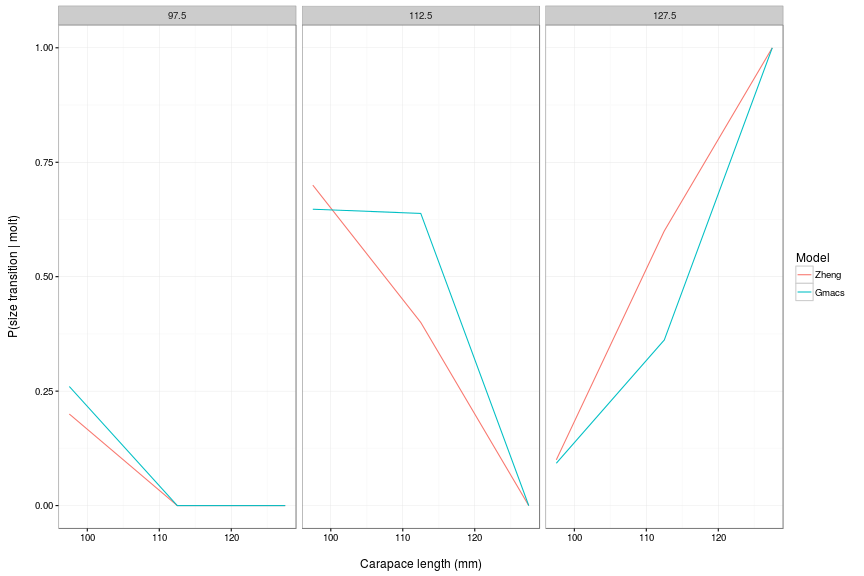 97.5 112.5 127.5
1.00
0.75
0.50
0.25
0.00
P(size transition | molt)
100 110 120 100 110 120 100 110 120
Carapace length (mm)
Model
Zheng
Gmacs